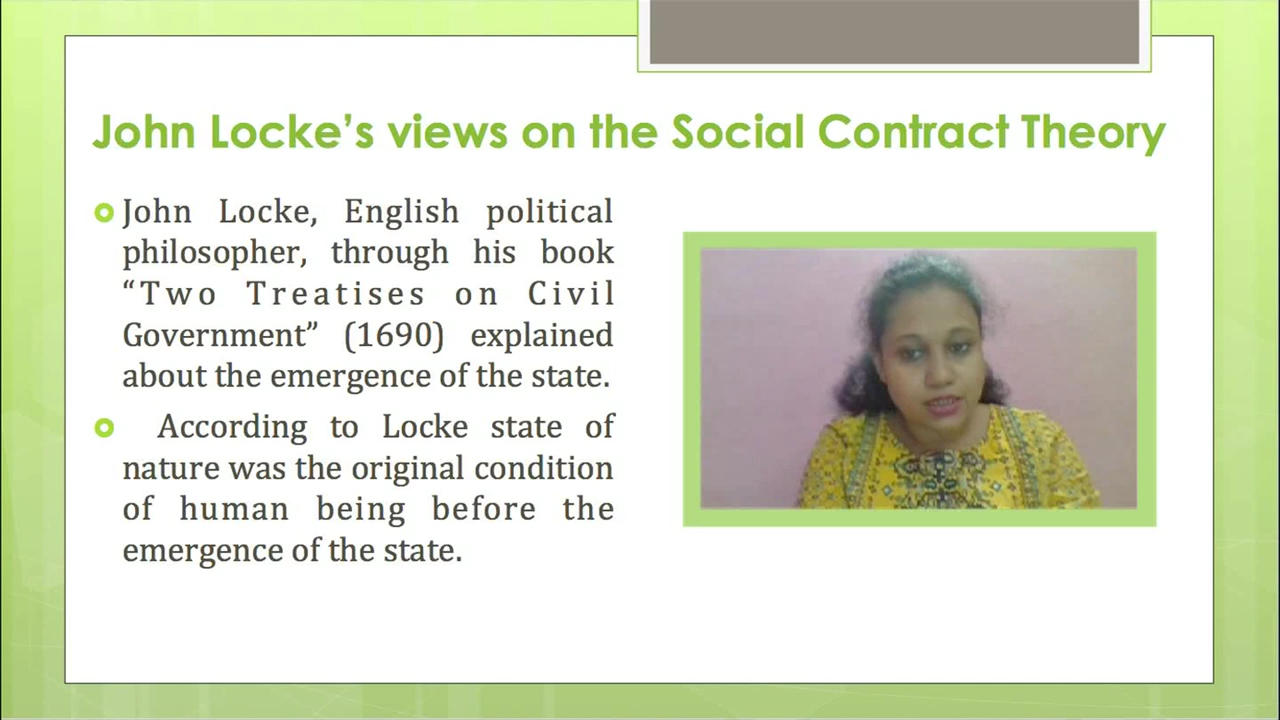 John Locke’s views on the Social Contract Theory
John Locke, English political
philosopher, through his book
“Two Treatises on Civil
Government” (1690) explained
about the emergence of the state.
According to Locke state of
nature was the original condition
of human being before the
emergence of the state.